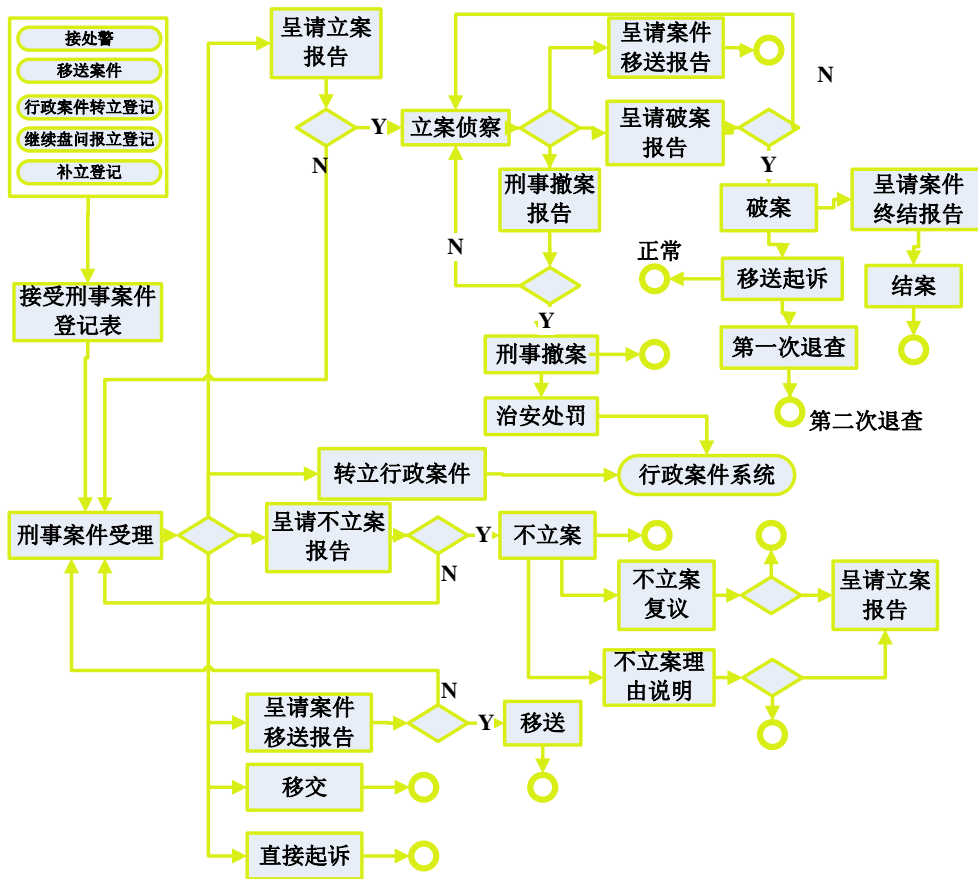 接处警
移送案件
行政案件转立登记
继续盘问报立登记
补立登记
接受刑事案件
登记表
刑事案件受理
呈请立案
报告
Y
N
立案侦察
呈请案件
移送报告
呈请破案
报告
N
Y
刑事撤案
报告
N
Y
破案
呈请案件
终结报告
正常
移送起诉
结案
第一次退查
第二次退查
刑事撤案
治安处罚
转立行政案件
行政案件系统
呈请不立案
报告
Y
N
不立案
不立案
复议
呈请立案
报告
不立案理
由说明
呈请案件
移送报告
N
Y
移送
移交
直接起诉